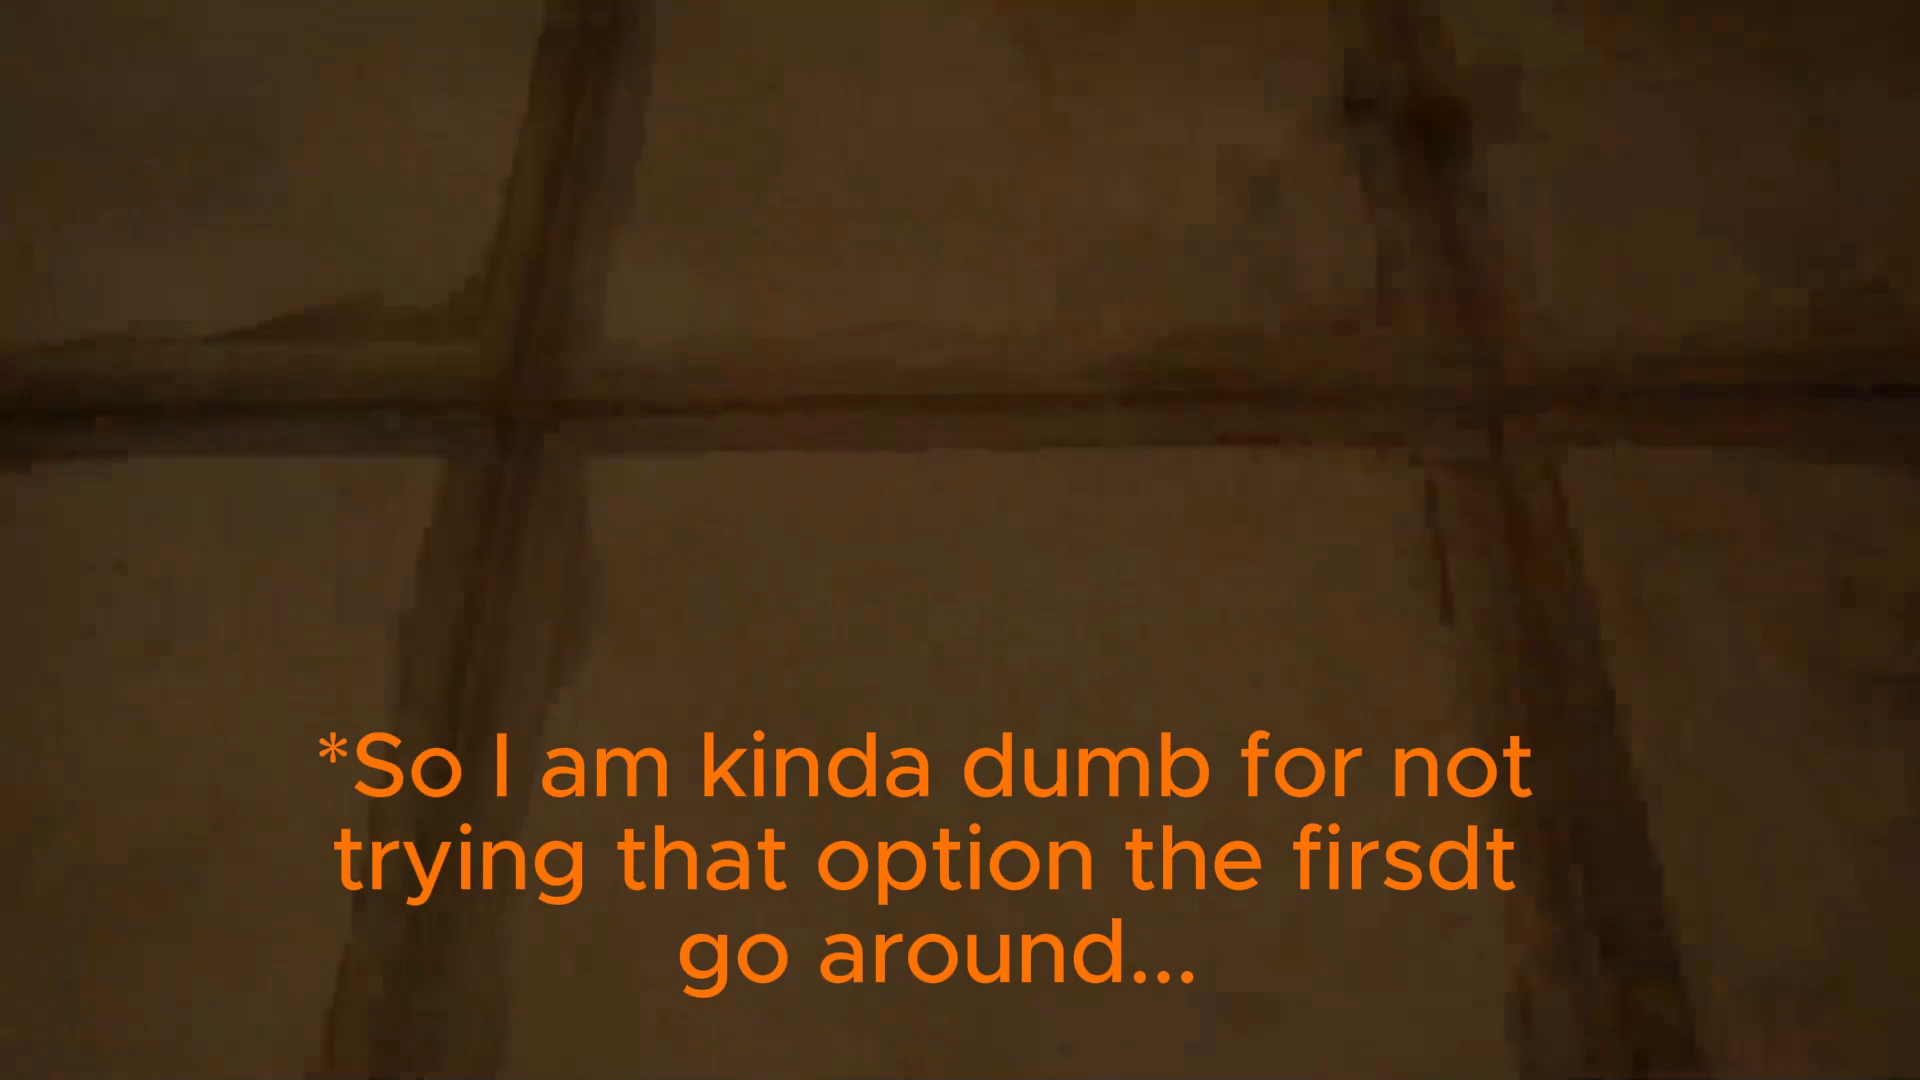 *So I am kinda dumb for not
trying that option the firsdt
go around...